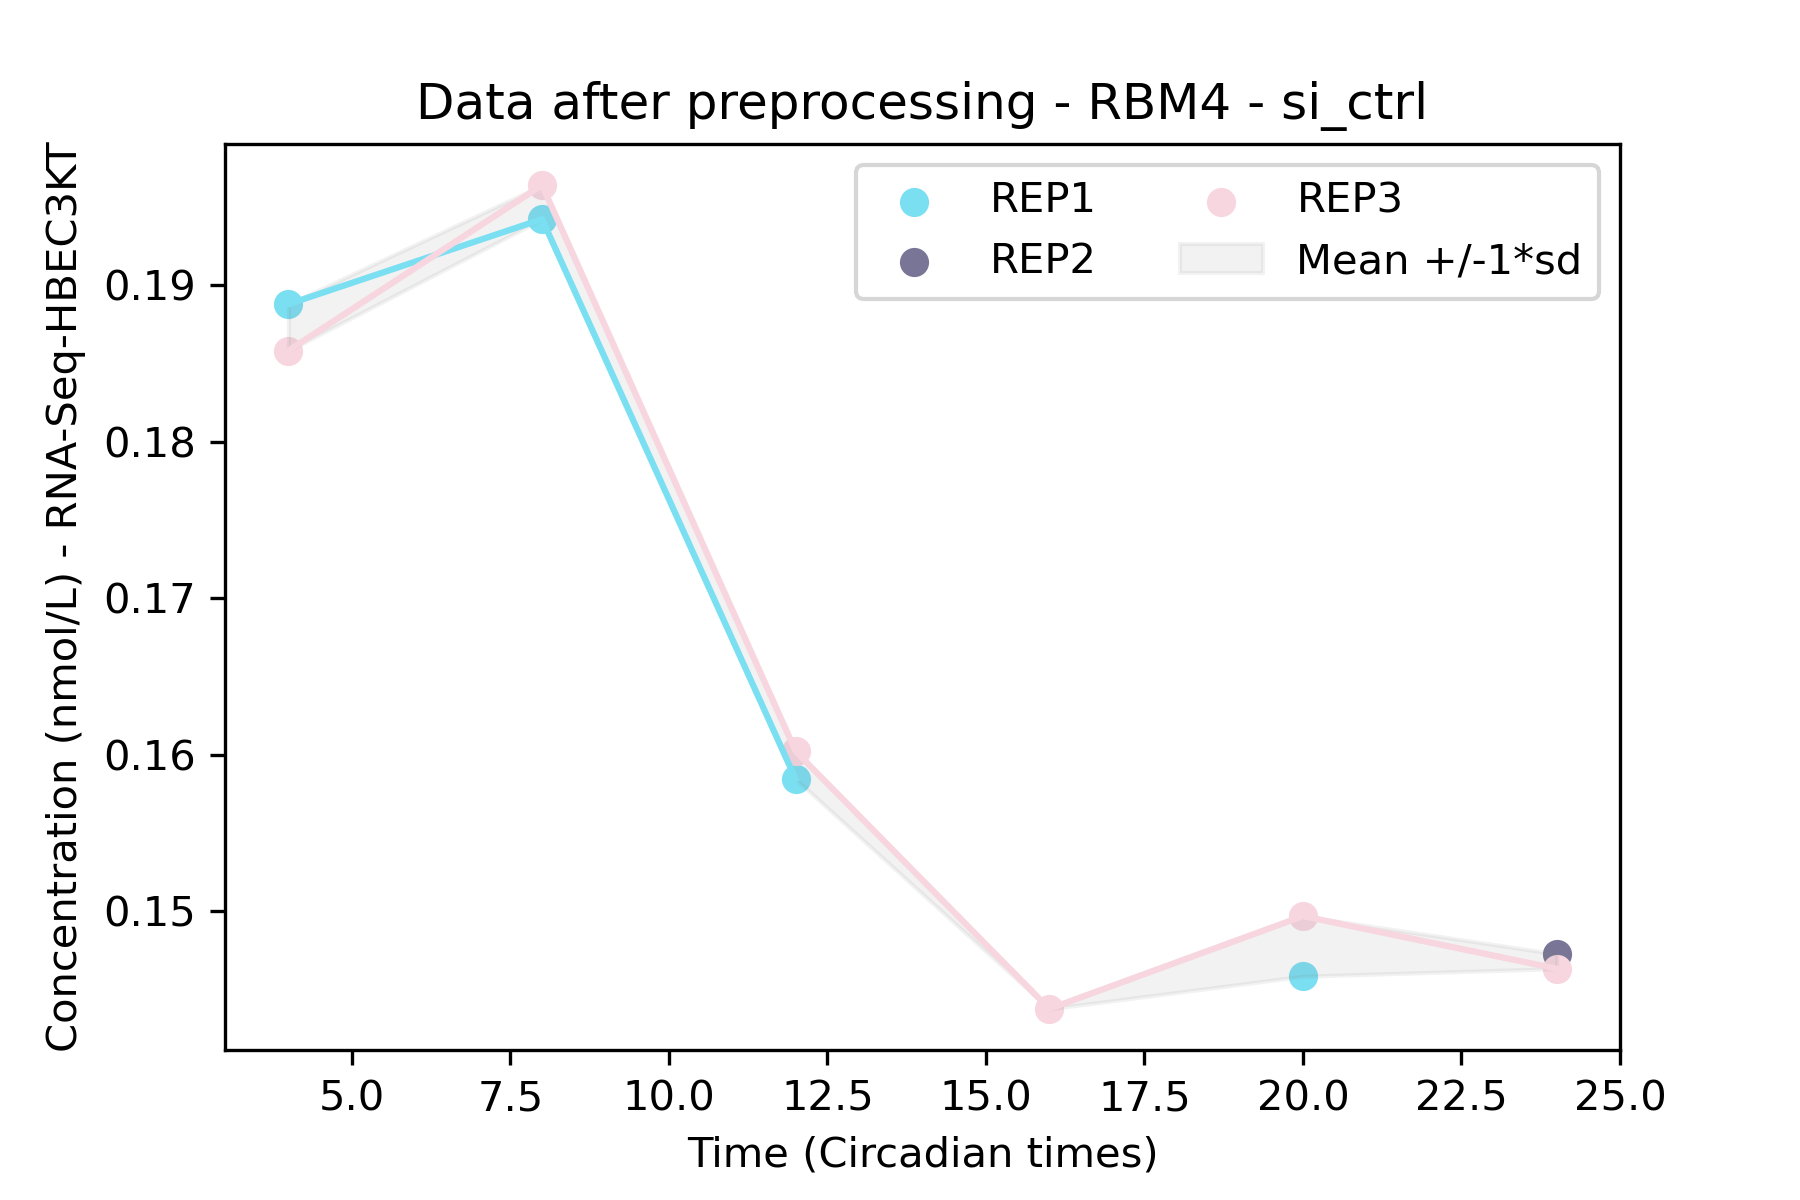 Data after preprocessing - RBM4 - si_ctrl
REP1
REP2
REP3
Mean +/-1*sd
Concentration (nmol/L) - RNA-Seq-HBEC3KT
0.19
0.18
0.17
0.16
0.15
5.0 7.5 10.0 12.5 15.0 17.5 20.0 22.5 25.0
Time (Circadian times)